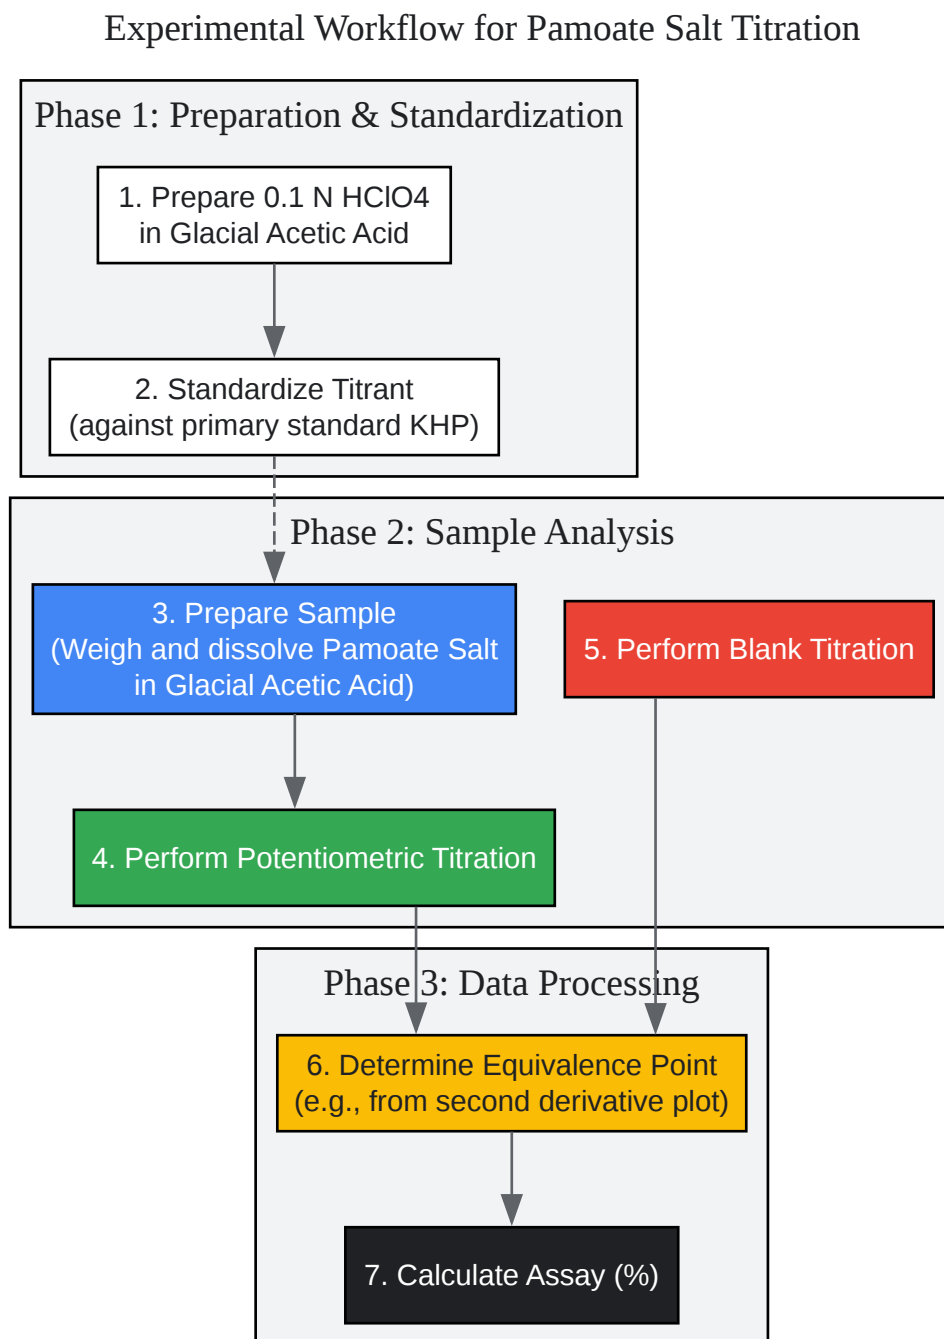 Experimental Workflow for Pamoate Salt Titration
Phase 1: Preparation & Standardization
1. Prepare 0.1 N HClO4
in Glacial Acetic Acid
2. Standardize Titrant
(against primary standard KHP)
Phase 2: Sample Analysis
3. Prepare Sample
(Weigh and dissolve Pamoate Salt
in Glacial Acetic Acid)
5. Perform Blank Titration
4. Perform Potentiometric Titration
Phase 3: Data Processing
6. Determine Equivalence Point
(e.g., from second derivative plot)
7. Calculate Assay (%)